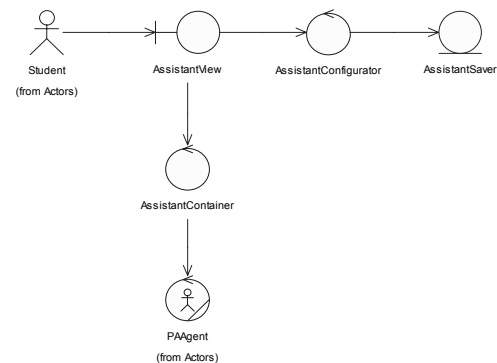 Student
(from Actors)
AssistantView
AssistantConfigurator
AssistantSaver
AssistantContainer
PAAgent
(from Actors)